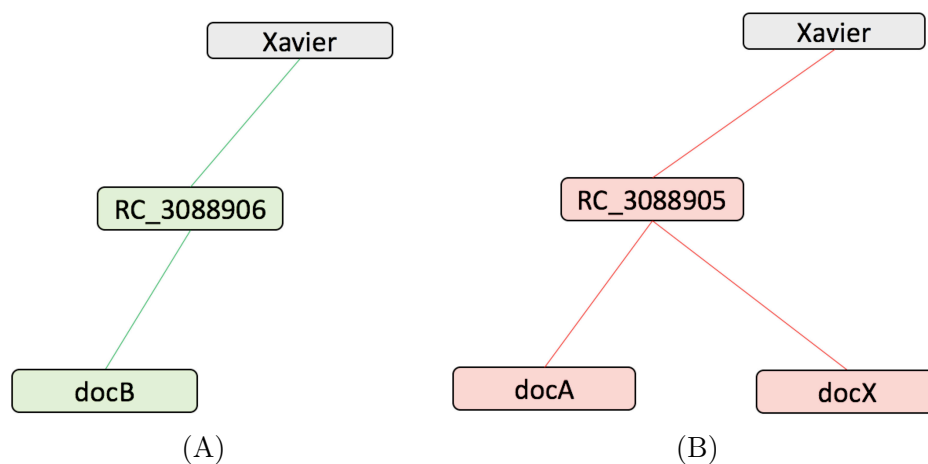 Xavier
RC_3088906
docB
(A)
Xavier
RC_3088905
docA
docX
(B)